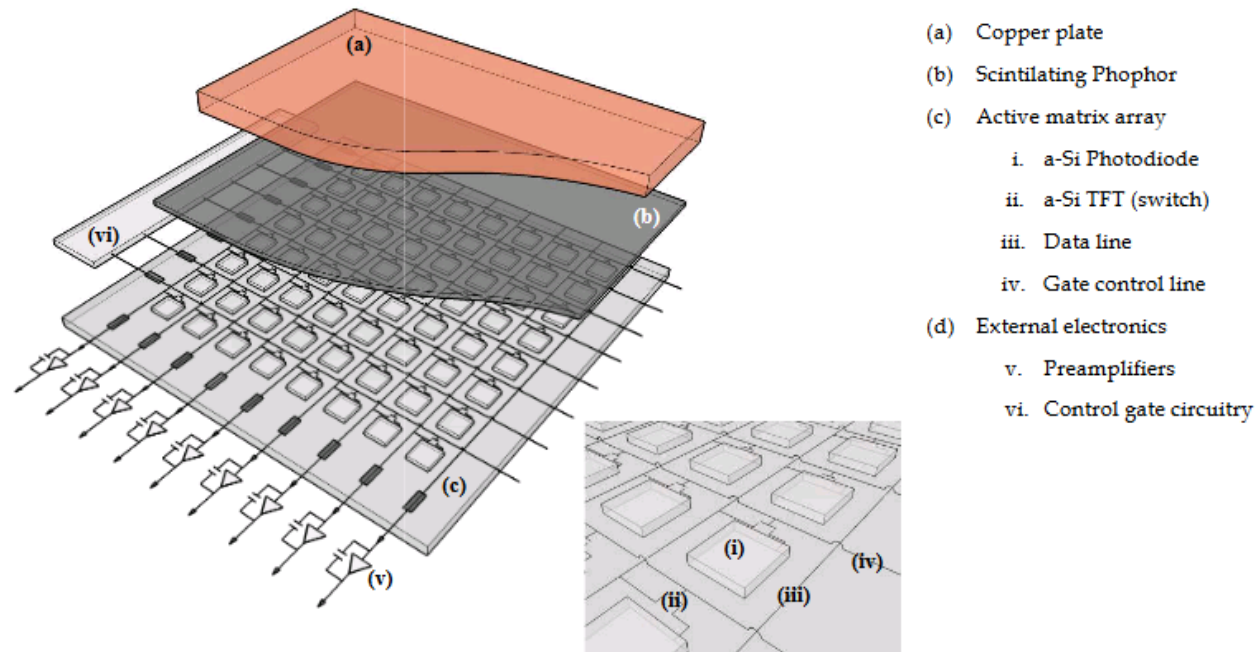 (a)
(b)
(vi)
(c)
(v)
(i)
(iv)
(ii)
(iii)
(a) Copper plate
(b) Scintilating Phophor
(c) Active matrix array
i. a-Si Photodiode
ii. a-Si TFT (switch)
iii. Data line
iv. Gate control line
(d) External electronics
v. Preamplifiers
vi. Control gate circuitry